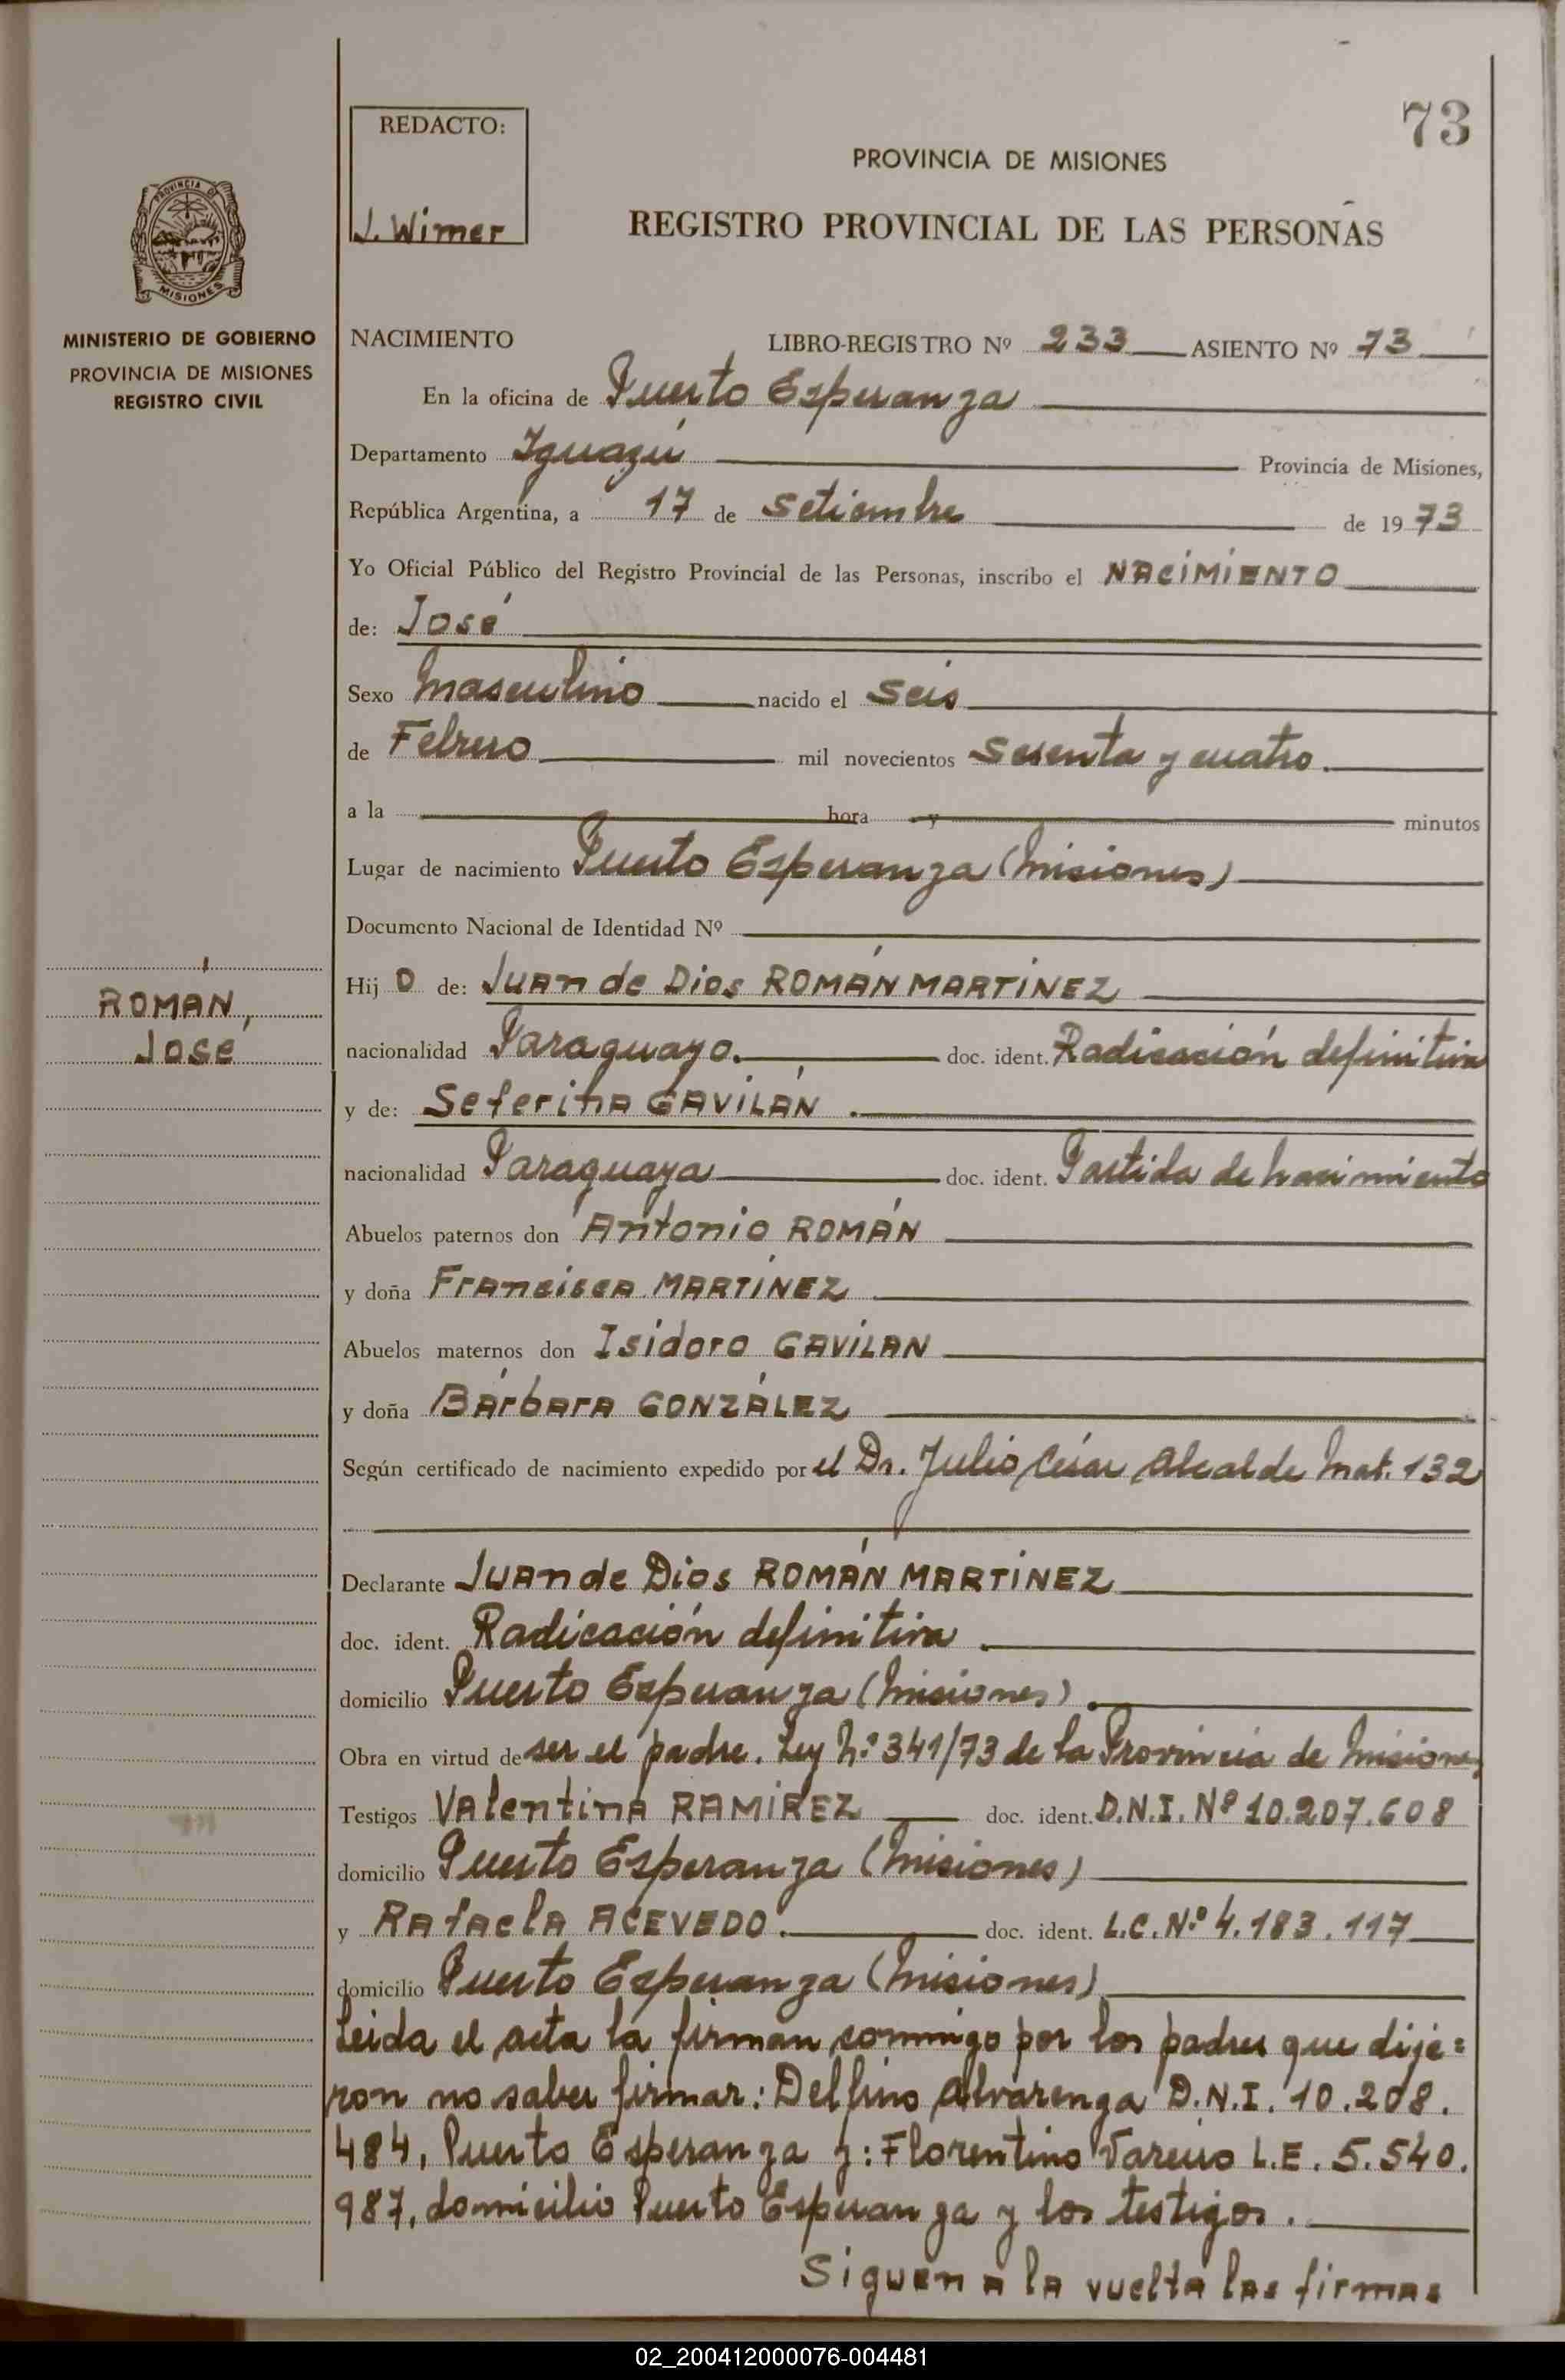 73
REDACTO:
J. Wimer
PROVINCIA DE MISIONES
REGISTRO PROVINCIAL DE LAS PERSONAS
PROVINCIA DE
MISIONES
MINISTERIO DE GOBIERNO
PROVINCIA DE MISIONES
REGISTRO CIVIL
NACIMIENTO LIBRO-REGISTRO Nº 233 ASIENTO Nº 73
En la oficina de Puerto Esperanza
Departamento Iguazú Provincia de Misiones,
República Argentina, a 17 de Setiembre de 1973
Yo Oficial Público del Registro Provincial de las Personas, inscribo el NACIMIENTO
de: José
Sexo Masculino nacido el Seis
de Febrero mil novecientos Sesenta y cuatro.
a la hora y minutos
Lugar de nacimiento Puerto Esperanza (Misiones)
Documento Nacional de Identidad Nº
ROMÁN,
José
Hij o de: Juan de Dios ROMÁN MARTÍNEZ
nacionalidad Paraguayo. doc. ident. Radicación definitiva
y de: Seferina GAVILÁN.
nacionalidad Paraguaya doc. ident. Partida de nacimiento
Abuelos paternos don Antonio ROMÁN
y doña Francisca MARTÍNEZ
Abuelos maternos don Isidoro GAVILAN
y doña Bárbara GONZÁLEZ
Según certificado de nacimiento expedido por el Dr. Julio César Alcalde Mat. 132
Declarante Juan de Dios ROMÁN MARTÍNEZ
doc. ident. Radicación definitiva.
domicilio Puerto Esperanza (Misiones).
Obra en virtud de ser el padre. Ley Nº 341/73 de la Provincia de Misiones
Testigos Valentina RAMÍREZ doc. ident. D.N.I. Nº 10.207.608
domicilio Puerto Esperanza (Misiones)
y Rafaela ACEVEDO. doc. ident. L.C. Nº 4.183.117
domicilio Puerto Esperanza (Misiones)
Leida el acta la firman conmigo por los padres que dije=
ron no saber firmar: Delfino Alvarenga D.N.I. 10.208.
484, Puerto Esperanza y: Florentino Vareiro L.E. 5.540.
987, domicilio Puerto Esperanza y los testigos.
Siguen a la vuelta las firmas
02_200412000076-004481